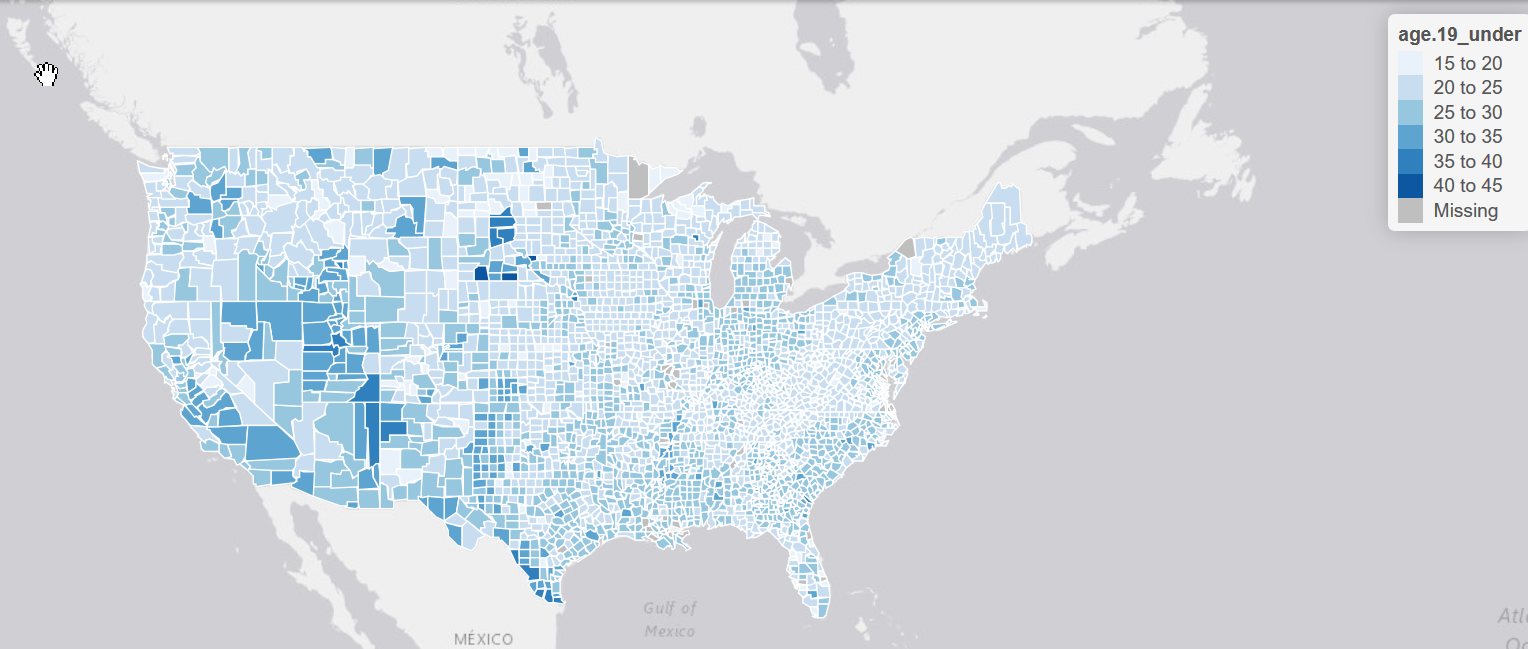 age.19_under
15 to 20
20 to 25
25 to 30
30 to 35
35 to 40
40 to 45
Missing
Gulf of
Mexico
MÉXICO